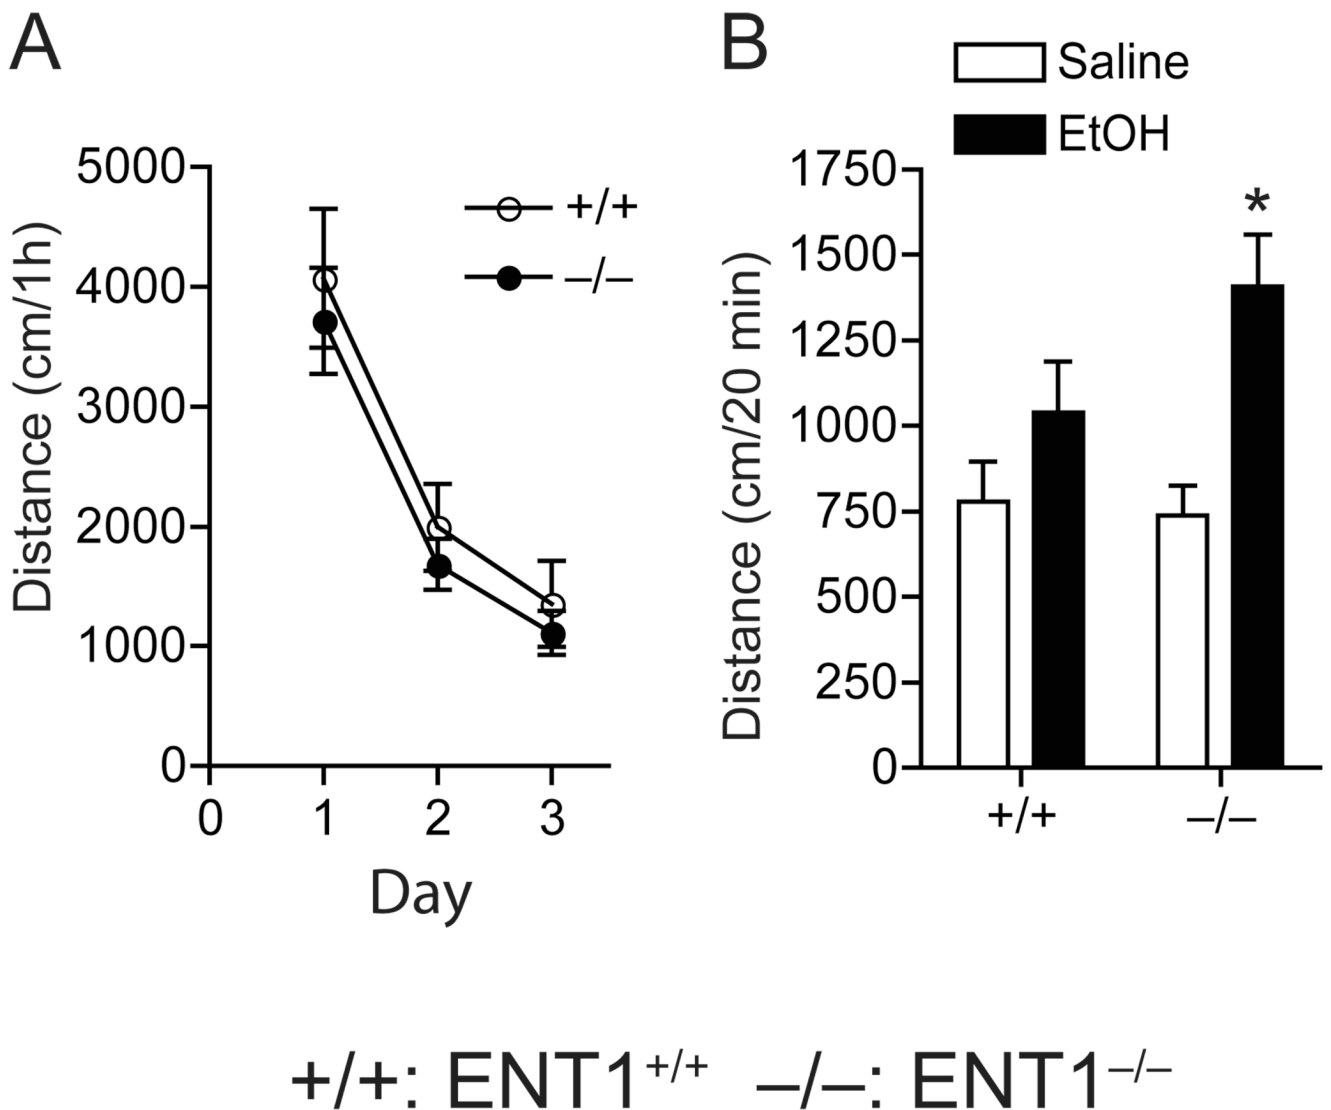 A
Distance (cm/1h)
5000
4000
3000
2000
1000
0
0 1 2 3
Day
+/+
–/–
B
Saline
EtOH
Distance (cm/20 min)
1750
1500
1250
1000
750
500
250
0
*
+/+ –/–
+/+: ENT1+/+ –/–: ENT1–/–